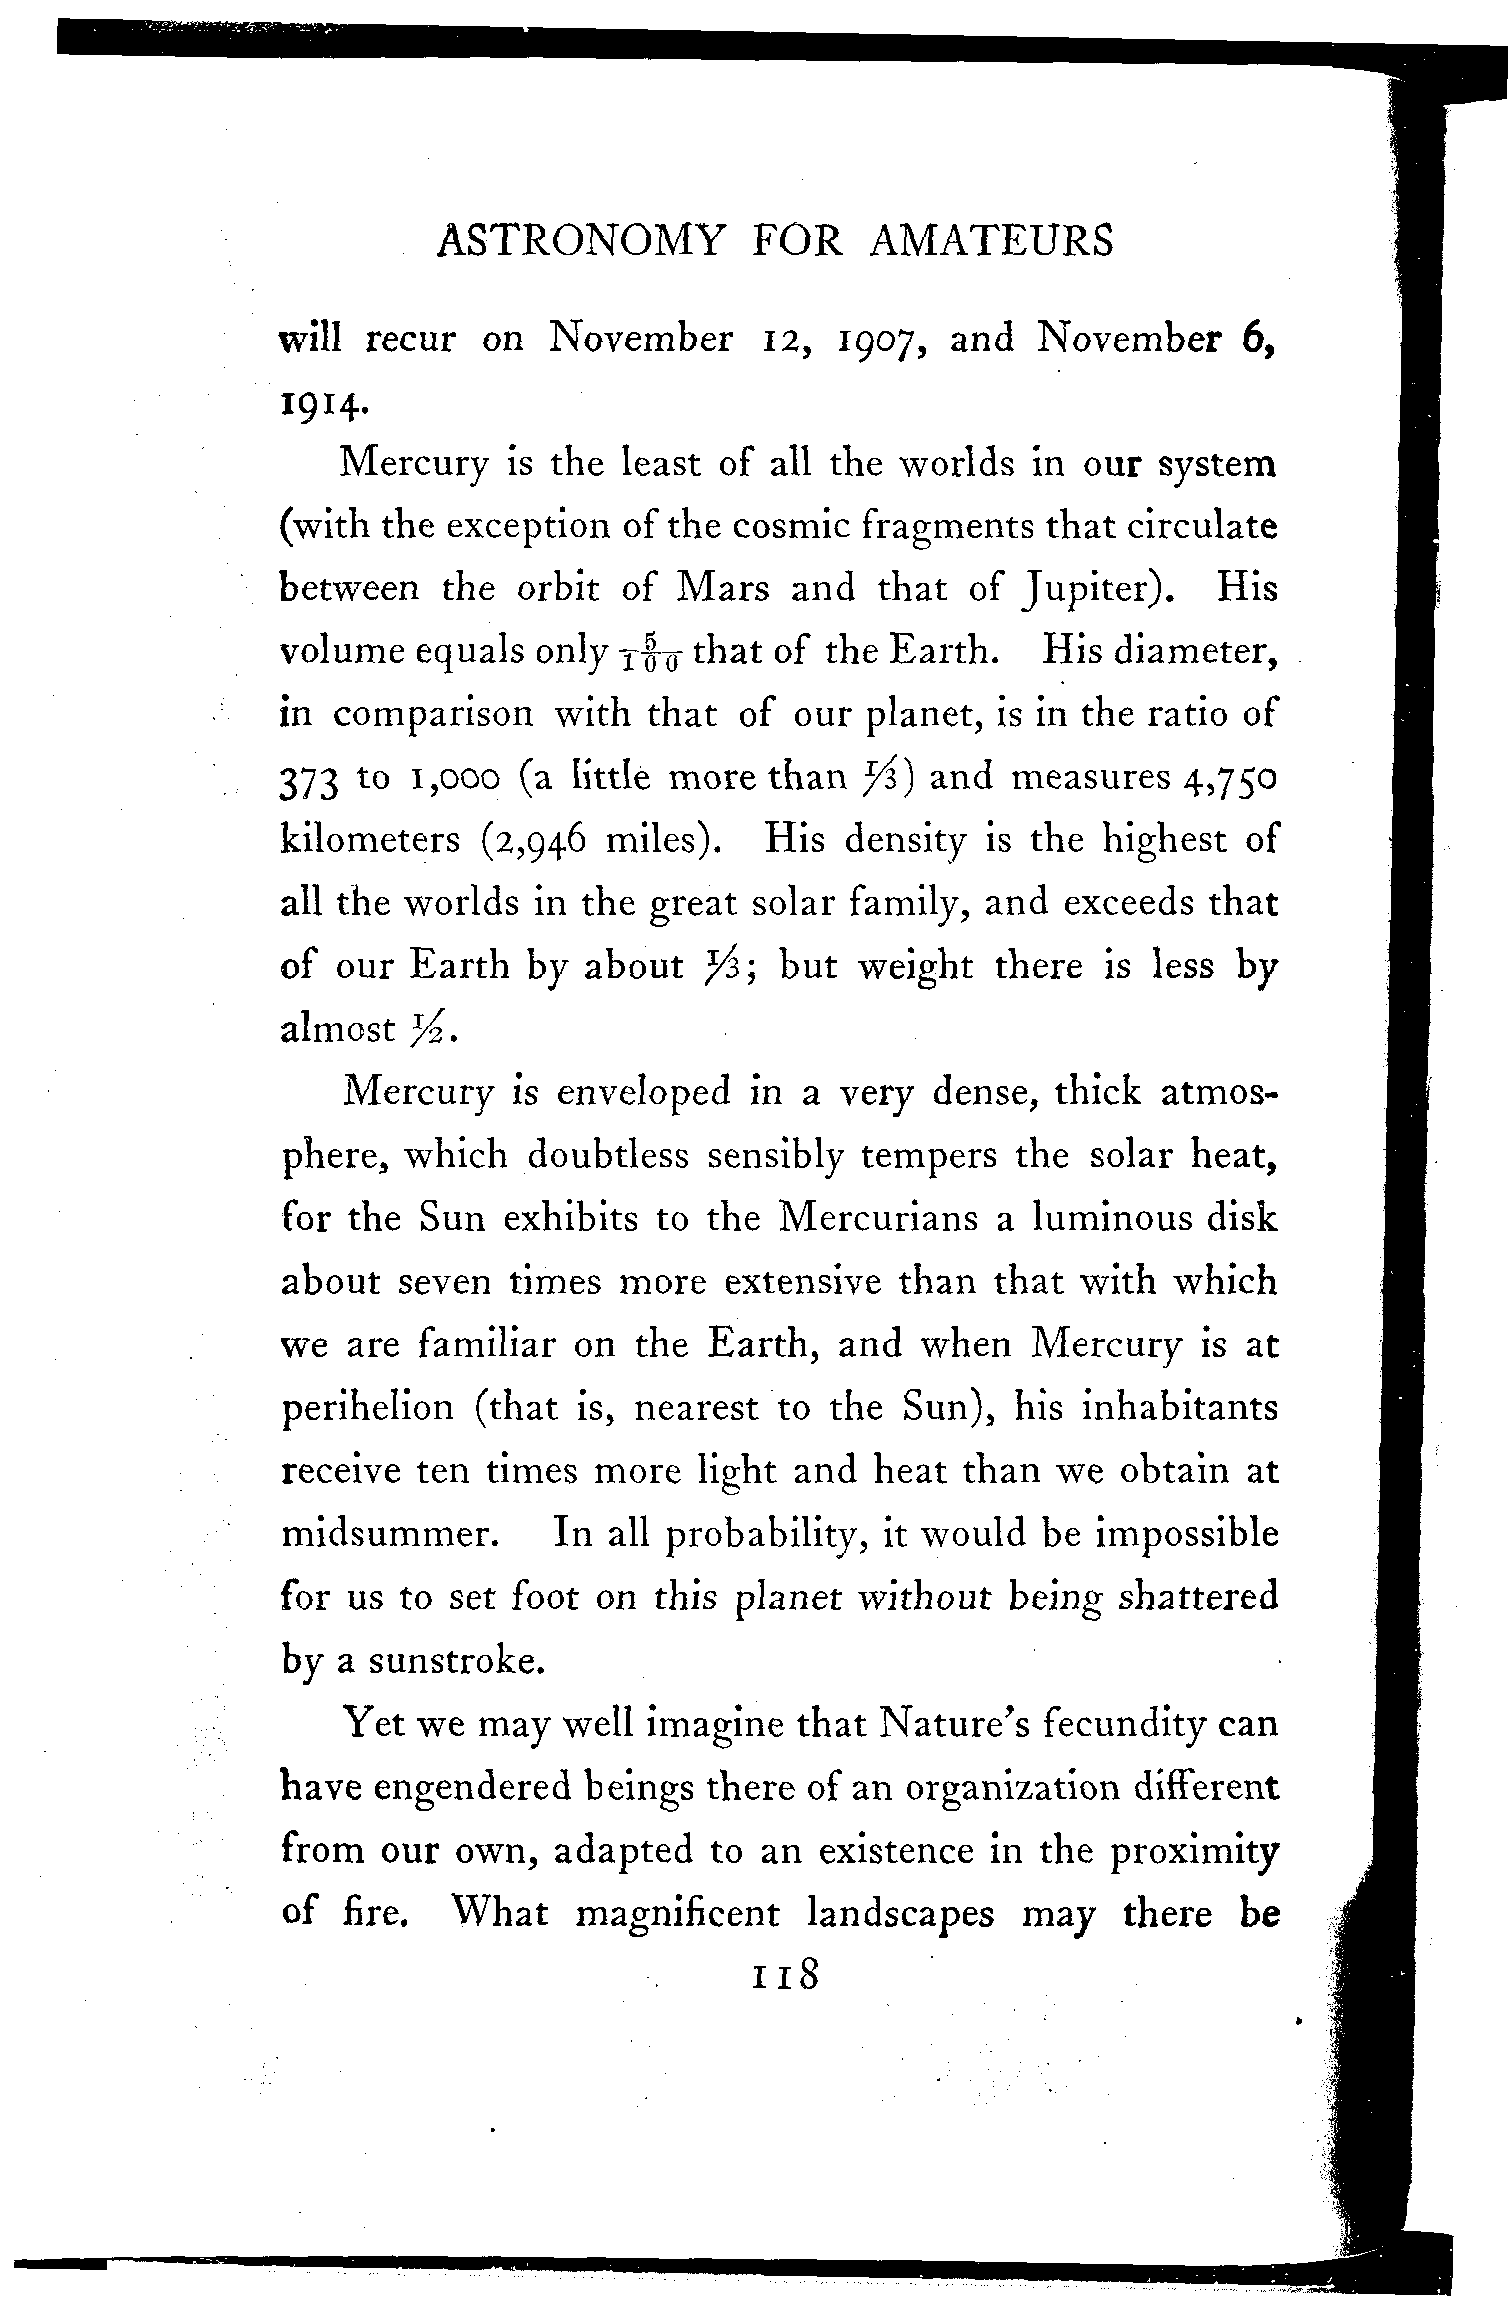 ASTRONOMY FOR AMATEURS
will recur on November 12, 1907, and November 6,
1914.
Mercury is the least of all the worlds in our system
(with the exception of the cosmic fragments that circulate
between the orbit of Mars and that of Jupiter). His
volume equals only 5/100 that of the Earth. His diameter,
in comparison with that of our planet, is in the ratio of
373 to 1,000 (a little more than ⅓) and measures 4,750
kilometers (2,946 miles). His density is the highest of
all the worlds in the great solar family, and exceeds that
of our Earth by about ⅓; but weight there is less by
almost ½.
Mercury is enveloped in a very dense, thick atmos-
phere, which doubtless sensibly tempers the solar heat,
for the Sun exhibits to the Mercurians a luminous disk
about seven times more extensive than that with which
we are familiar on the Earth, and when Mercury is at
perihelion (that is, nearest to the Sun), his inhabitants
receive ten times more light and heat than we obtain at
midsummer. In all probability, it would be impossible
for us to set foot on this planet without being shattered
by a sunstroke.
Yet we may well imagine that Nature's fecundity can
have engendered beings there of an organization different
from our own, adapted to an existence in the proximity
of fire. What magnificent landscapes may there be
118